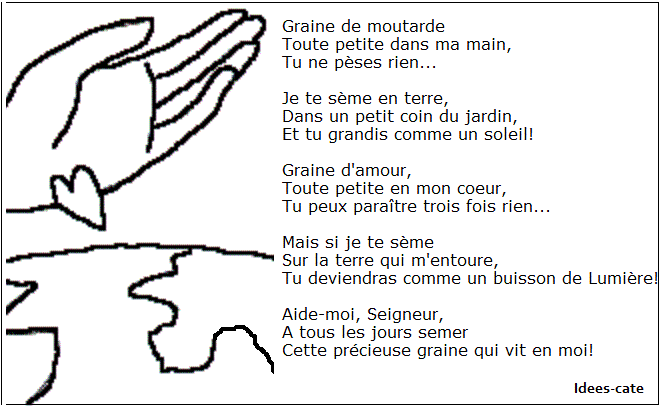 Graine de moutarde
Toute petite dans ma main,
Tu ne pèses rien...
Je te sème en terre,
Dans un petit coin du jardin,
Et tu grandis comme un soleil!
Graine d'amour,
Toute petite en mon coeur,
Tu peux paraître trois fois rien...
Mais si je te sème
Sur la terre qui m'entoure,
Tu deviendras comme un buisson de Lumière!
Aide-moi, Seigneur,
A tous les jours semer
Cette précieuse graine qui vit en moi!
Idees-cate